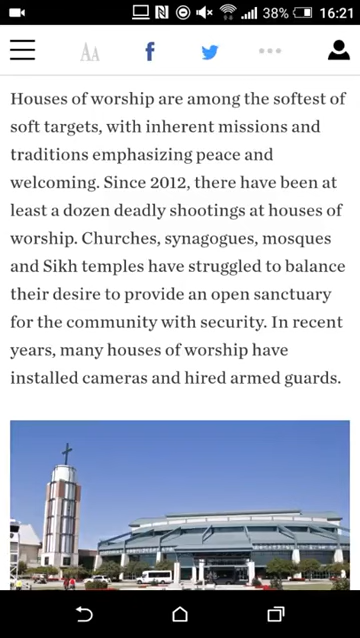 38% 16:21
AA f
Houses of worship are among the softest of
soft targets, with inherent missions and
traditions emphasizing peace and
welcoming. Since 2012, there have been at
least a dozen deadly shootings at houses of
worship. Churches, synagogues, mosques
and Sikh temples have struggled to balance
their desire to provide an open sanctuary
for the community with security. In recent
years, many houses of worship have
installed cameras and hired armed guards.